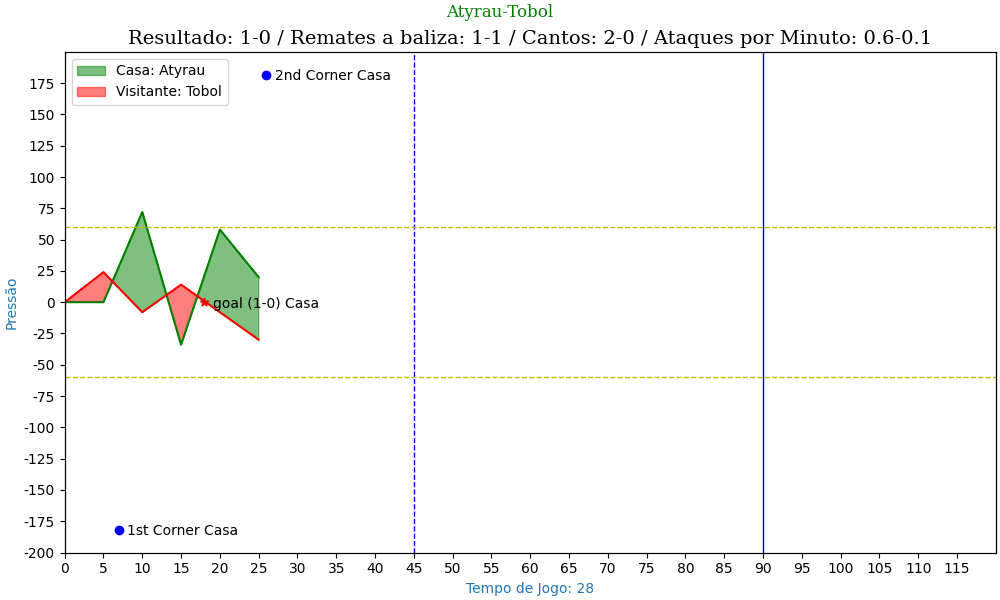 Atyrau-Tobol
Resultado: 1-0 / Remates a baliza: 1-1 / Cantos: 2-0 / Ataques por Minuto: 0.6-0.1
Casa: Atyrau
Visitante: Tobol
2nd Corner Casa
goal (1-0) Casa
1st Corner Casa
Pressão
175
150
125
100
75
50
25
0
-25
-50
-75
-100
-125
-150
-175
-200
0 5 10 15 20 25 30 35 40 45 50 55 60 65 70 75 80 85 90 95 100 105 110 115
Tempo de Jogo: 28